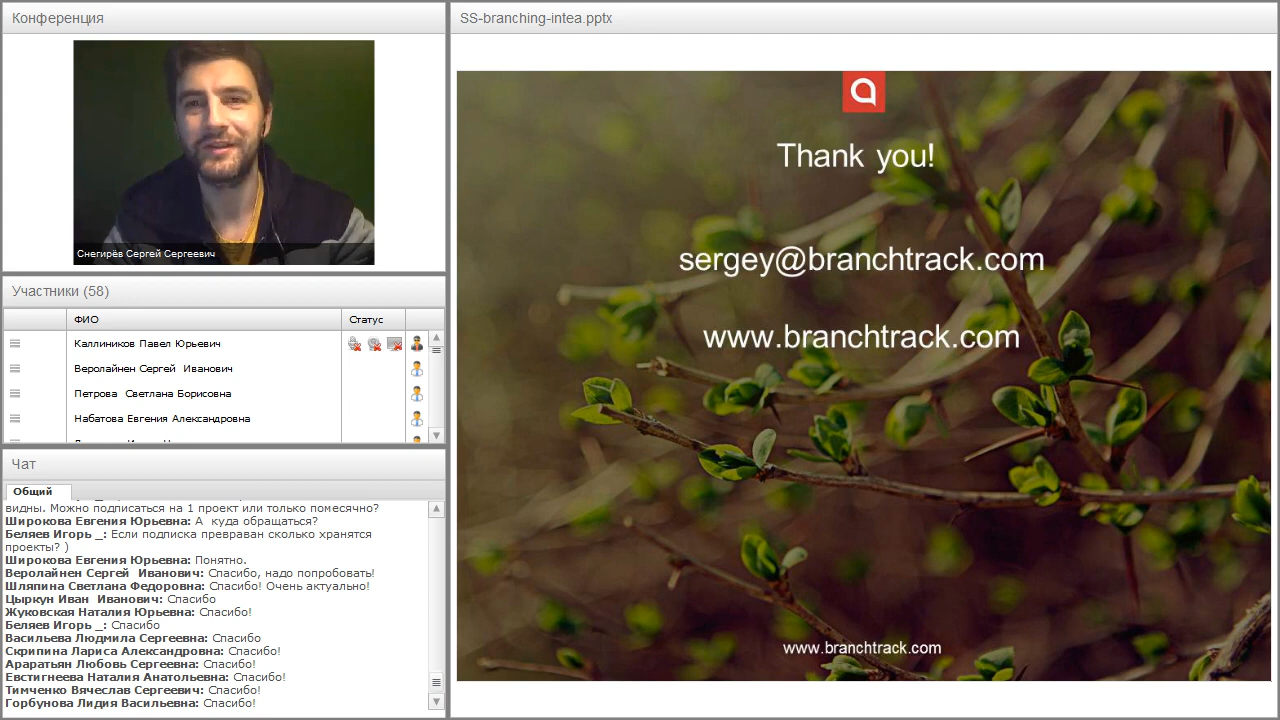 Конференция
Снегирёв Сергей Сергеевич
Участники (58)
ФИО
Статус
Каллиников Павел Юрьевич
Веролайнен Сергей Иванович
Петрова Светлана Борисовна
Набатова Евгения Александровна
Чат
Общий
видны. Можно подписаться на 1 проект или только помесячно?
Широкова Евгения Юрьевна: А куда обращаться?
Беляев Игорь _: Если подписка превраван сколько хранятся
проекты? )
Широкова Евгения Юрьевна: Понятно.
Веролайнен Сергей Иванович: Спасибо, надо попробовать!
Шляпина Светлана Федоровна: Спасибо! Очень актуально!
Цыркун Иван Иванович: Спасибо
Жуковская Наталия Юрьевна: Спасибо!
Беляев Игорь _: Спасибо
Васильева Людмила Сергеевна: Спасибо
Скрипина Лариса Александровна: Спасибо!
Араратьян Любовь Сергеевна: Спасибо!
Евстигнеева Наталия Анатольевна: Спасибо!
Тимченко Вячеслав Сергеевич: Спасибо!
Горбунова Лидия Васильевна: Спасибо!
SS-branching-intea.pptx
Thank you!
sergey@branchtrack.com
www.branchtrack.com
www.branchtrack.com